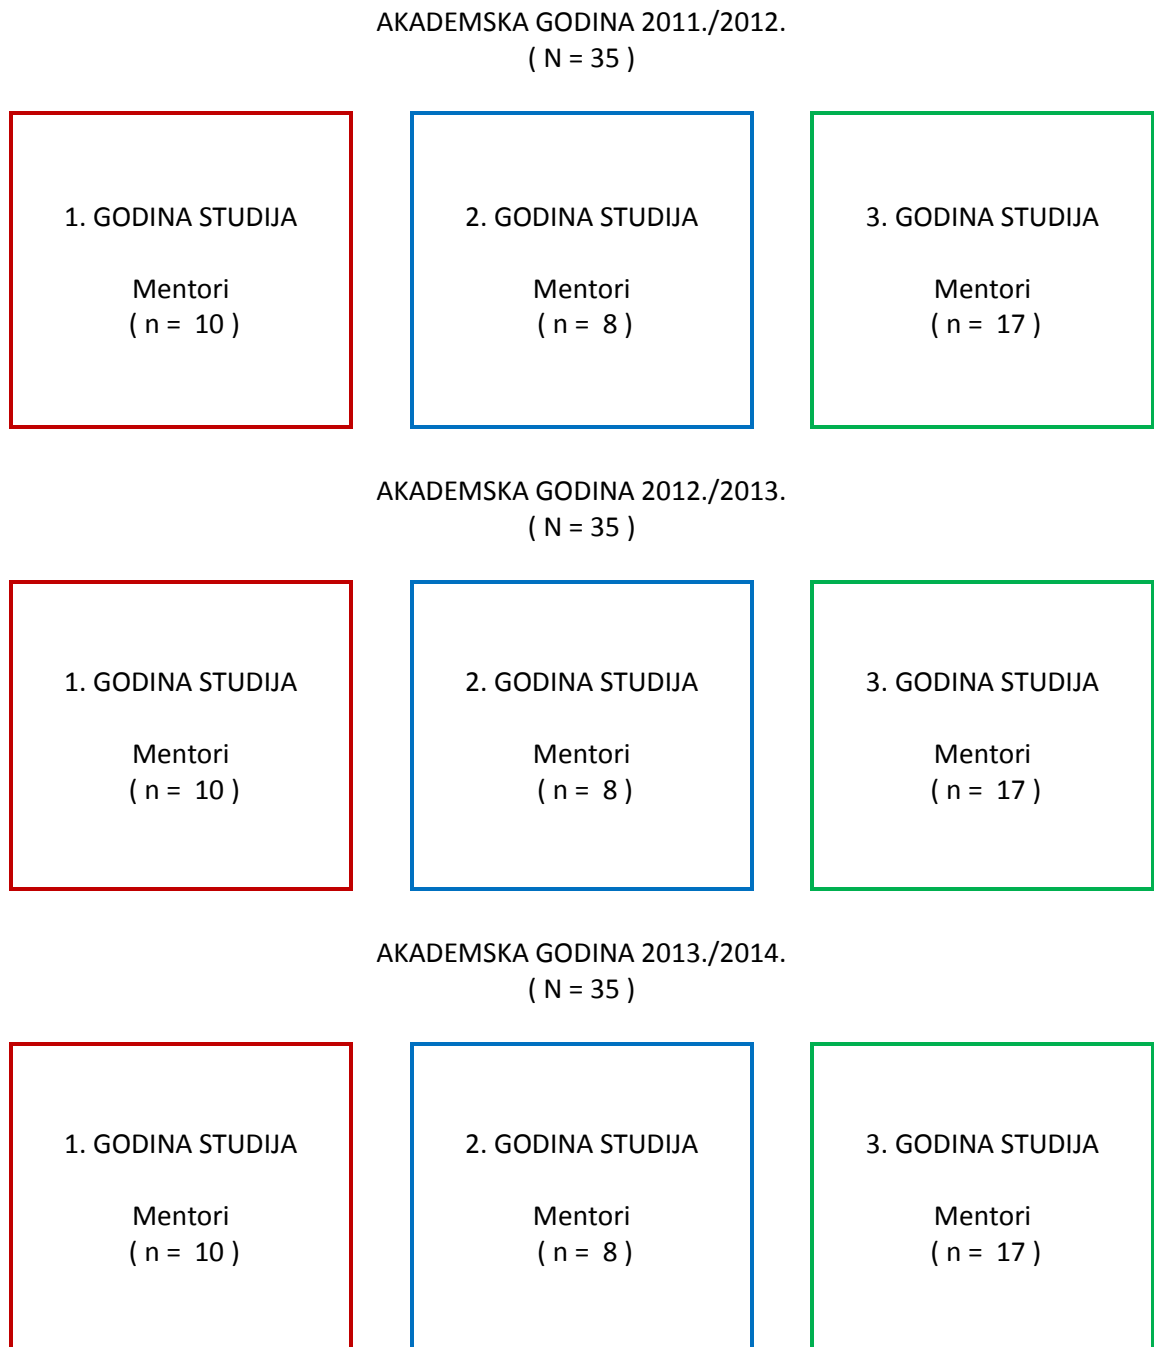 AKADEMSKA GODINA 2011./2012.
( N = 35 )
1. GODINA STUDIJA
Mentori
( n = 10 )
2. GODINA STUDIJA
Mentori
( n = 8 )
3. GODINA STUDIJA
Mentori
( n = 17 )
AKADEMSKA GODINA 2012./2013.
( N = 35 )
1. GODINA STUDIJA
Mentori
( n = 10 )
2. GODINA STUDIJA
Mentori
( n = 8 )
3. GODINA STUDIJA
Mentori
( n = 17 )
AKADEMSKA GODINA 2013./2014.
( N = 35 )
1. GODINA STUDIJA
Mentori
( n = 10 )
2. GODINA STUDIJA
Mentori
( n = 8 )
3. GODINA STUDIJA
Mentori
( n = 17 )